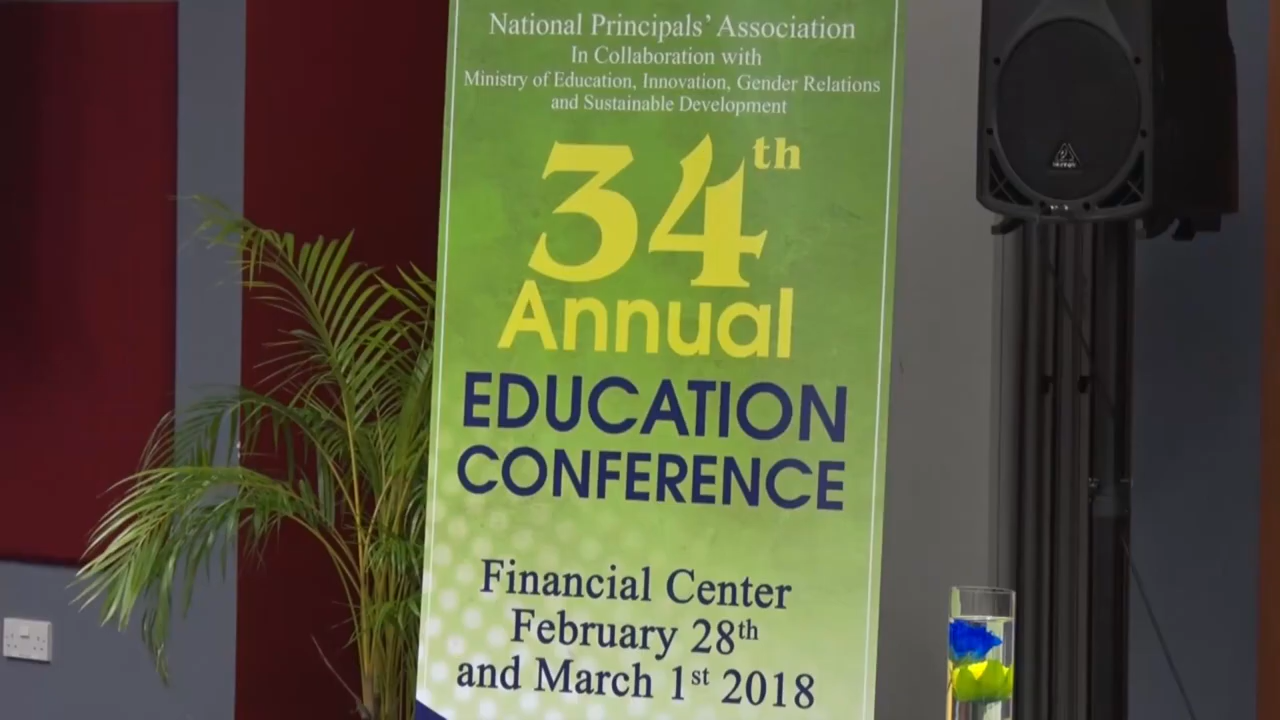 National Principals' Association
In Collaboration with
Ministry of Education, Innovation, Gender Relations
and Sustainable Development
34th
Annual
EDUCATION
CONFERENCE
Financial Center
February 28th
and March 1st 2018